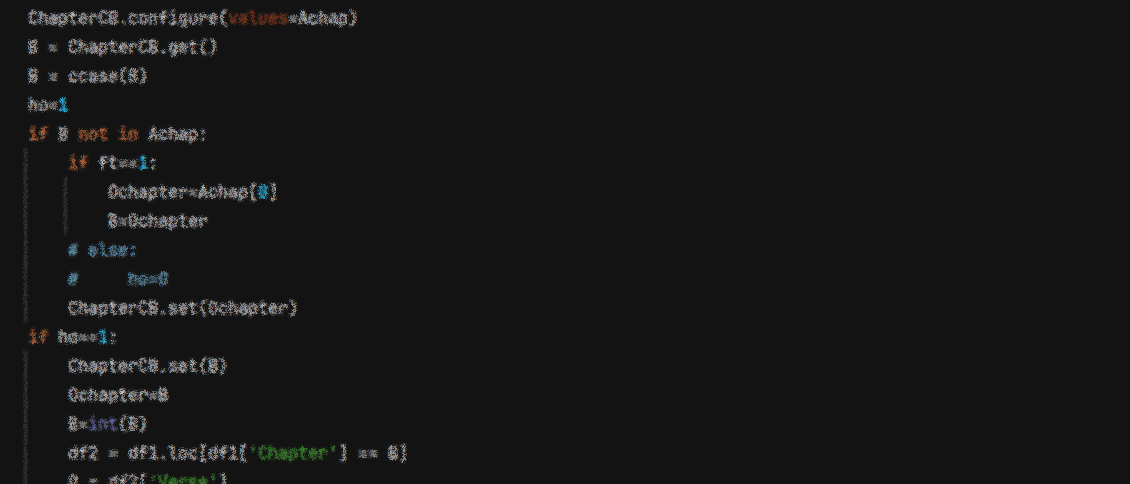 ChapterCB.configure(values=Achap)
B = ChapterCB.get()
B = ccase(B)
ho=1
if B not in Achap:
if ft==1:
Ochapter=Achap[0]
B=Ochapter
# else:
#     ho=0
ChapterCB.set(Ochapter)
if ho==1:
ChapterCB.set(B)
Ochapter=B
B=int(B)
df2 = df1.loc[df1['Chapter'] == B]
= df2['Verse']